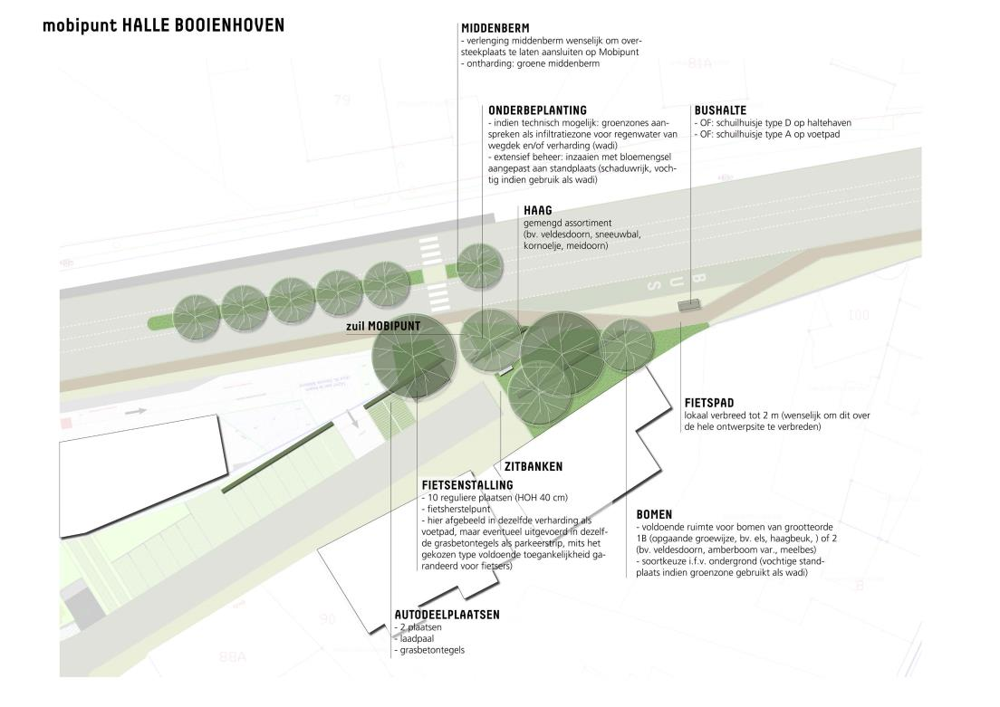 mobipunt HALLE BOOIENHOVEN
MIDDENBERM
- verlenging middenberm wenselijk om over-
steekplaats te laten aansluiten op Mobipunt
- ontharding: groene middenberm
81A
79
ONDERBEPLANTING
- indien technisch mogelijk: groenzones aan-
spreken als infiltratiezone voor regenwater van
wegdek en/of verharding (wadi)
- extensief beheer: inzaaien met bloemengsel
aangepast aan standplaats (schaduwrijk, voch-
tig indien gebruik als wadi)
BUSHALTE
- OF: schuilhuisje type D op haltehaven
- OF: schuilhuisje type A op voetpad
HAAG
gemengd assortiment
(bv. veldesdoorn, sneeuwbal,
kornoelje, meidoorn)
BUS
100
zuil MOBIPUNT
FIETSPAD
lokaal verbreed tot 2 m (wenselijk om dit over
de hele ontwerpsite te verbreden)
ZITBANKEN
FIETSENSTALLING
- 10 reguliere plaatsen (HOH 40 cm)
- fietsherstelpunt
- hier afgebeeld in dezelfde verharding als
voetpad, maar eventueel uitgevoerd in dezelf-
de grasbetontegels als parkeerstrip, mits het
gekozen type voldoende toegankelijkheid ga-
randeerd voor fietsers)
BOMEN
- voldoende ruimte voor bomen van grootteorde
1B (opgaande groewijze, bv. els, haagbeuk, ) of 2
(bv. veldesdoorn, amberboom var., meelbes)
- soortkeuze i.f.v. ondergrond (vochtige stand-
plaats indien groenzone gebruikt als wadi)
AUTODEELPLAATSEN
- 2 plaatsen
- laadpaal
- grasbetontegels
90
88A